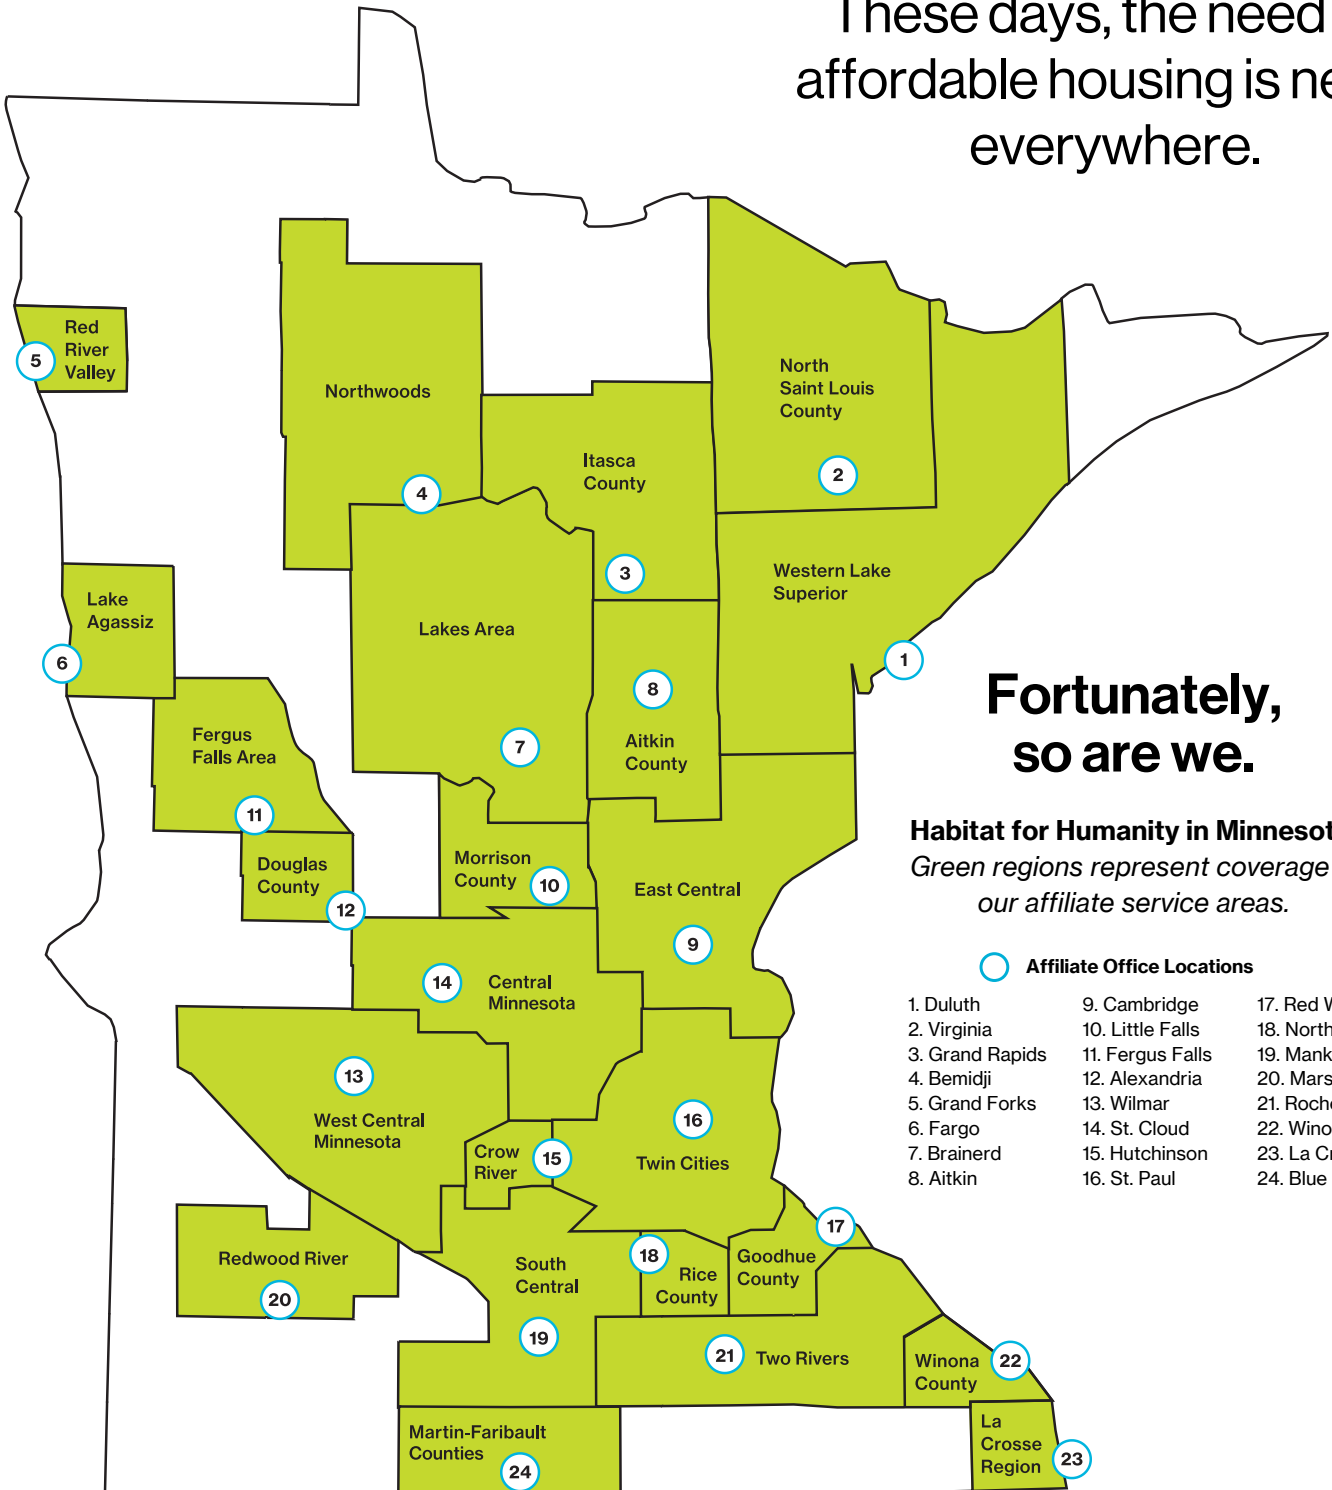 These days, the need
affordable housing is
everywhere.
Red
River
Valley
5
Northwoods
4
North
Saint Louis
County
2
Itasca
County
3
Western Lake
Superior
1
Lake
Agassiz
6
Lakes Area
7
8
Aitkin
County
Fergus
Falls Area
11
Douglas
County
12
Morrison
County
10
East Central
9
14
Central
Minnesota
13
West Central
Minnesota
Crow
River
15
16
Twin Cities
17
Redwood River
20
South
Central
19
18
Rice
County
Goodhue
County
21
Two Rivers
Winona
County
22
Martin-Faribault
Counties
24
La
Crosse
Region
23
Fortunately,
so are we.
Habitat for Humanity in
Green regions represent coverage
our affiliate service areas.
Affiliate Office Locations
1. Duluth
2. Virginia
3. Grand Rapids
4. Bemidji
5. Grand Forks
6. Fargo
7. Brainerd
8. Aitkin
9. Cambridge
10. Little Falls
11. Fergus Falls
12. Alexandria
13. Wilmar
14. St. Cloud
15. Hutchinson
16. St. Paul
17. Red
18.
19.
20.
21.
22.
23. La
24. Blue